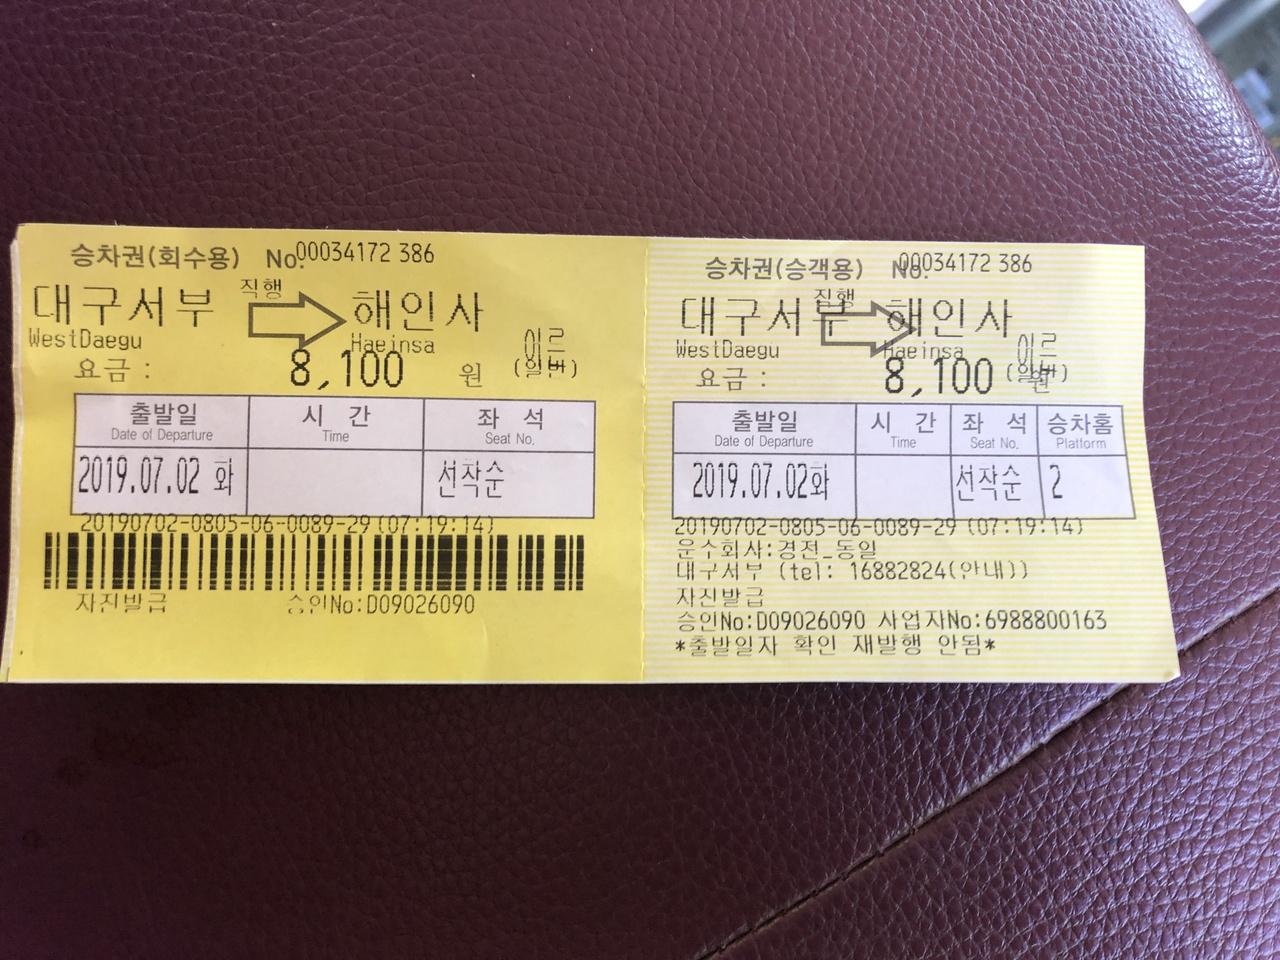 승차권(회수용) No. 00034172 386
직행
대구서부 해인사
WestDaegu Haeinsa
어른
요금 : 8,100 원 (일반)
출발일 시 간 좌 석
Date of Departure Time Seat No.
2019.07.02 화 선착순
20190702-0805-06-0089-29(07:19:14)
자진발급 승인No:D09026090
승차권(승객용) No. 00034172 386
직행
대구서부 해인사
WestDaegu Haeinsa
어른
요금 : 8,100 원 (일반)
출발일 시 간 좌 석 승차홈
Date of Departure Time Seat No. Platform
2019.07.02화 선착순 2
20190702-0805-06-0089-29(07:19:14)
운수회사:경전_동일
대구서부 (tel: 16882824(안내))
자진발급
승인No:D09026090 사업자No:6988800163
*출발일자 확인 재발행 안됨*